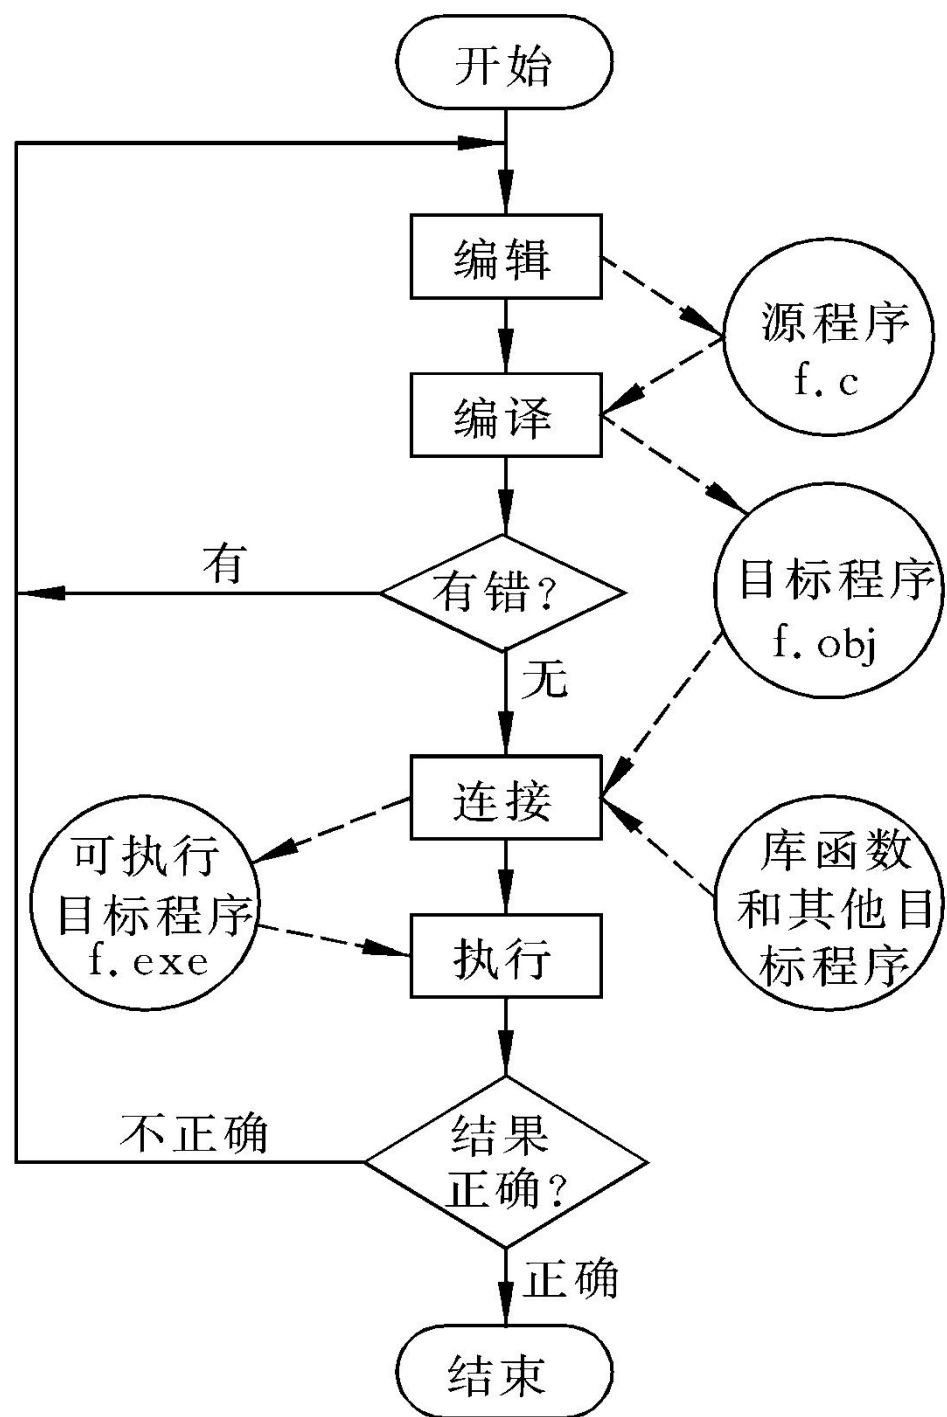 开始
编辑
源程序
f.c
编译
有
有错?
目标程序
f.obj
无
连接
可执行
目标程序
f.exe
库函数
和其他目
标程序
执行
不正确
结果
正确?
正确
结束